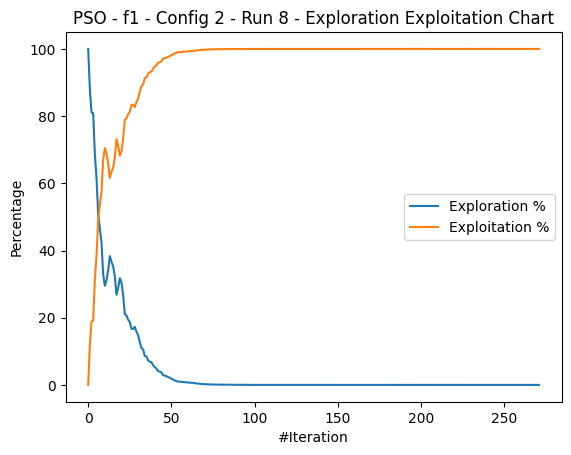 PSO - f1 - Config 2 - Run 8 - Exploration Exploitation Chart
100
80
60
40
20
0
Percentage
Exploration %
Exploitation %
0
50
100
150
200
250
#Iteration